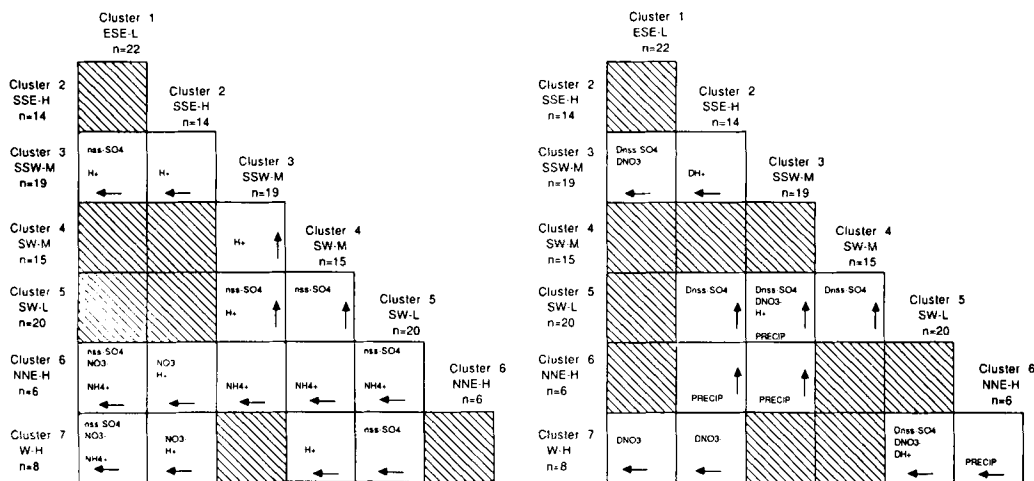 Cluster 1
ESE-L
n=22
Cluster 2
SSE-H
n=14
Cluster 2
SSE-H
n=14
Cluster 3
SSW-M
n=19
nss-SO4
H+
H+
Cluster 3
SSW-M
n=19
Cluster 4
SW-M
n=15
H+
Cluster 4
SW-M
n=15
Cluster 5
SW-L
n=20
nss-SO4
H+
nss-SO4
Cluster 5
SW-L
n=20
Cluster 6
NNE-H
n=6
nss-SO4
NO3-
NH4+
NO3
H+
NH4+
NH4+
nss-SO4
NH4+
Cluster 6
NNE-H
n=6
Cluster 7
W-H
n=8
nss SO4
NO3-
NH4+
NO3-
H+
H+
nss-SO4
Cluster 1
ESE-L
n=22
Cluster 2
SSE-H
n=14
Cluster 2
SSE-H
n=14
Cluster 3
SSW-M
n=19
Dnss SO4
DNO3
DH+
Cluster 3
SSW-M
n=19
Cluster 4
SW-M
n=15
Cluster 4
SW-M
n=15
Cluster 5
SW-L
n=20
Dnss-SO4
Dnss-SO4
DNO3-
H+
PRECIP
Dnss-SO4
Cluster 5
SW-L
n=20
Cluster 6
NNE-H
n=6
PRECIP
PRECIP
Cluster 6
NNE-H
n=6
Cluster 7
W-H
n=8
DNO3
DNO3-
Dnss-SO4
DNO3-
DH+
PRECIP